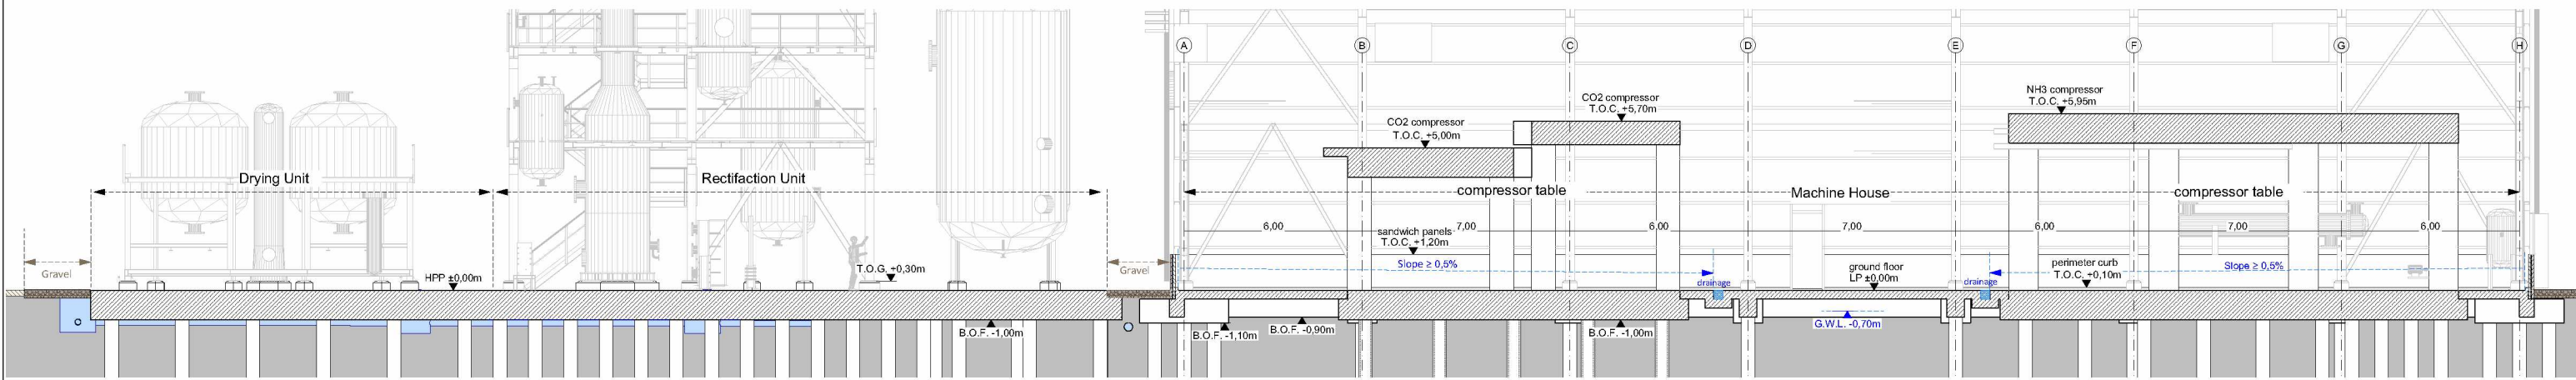 A B C D E F G H
NH3 compressor
T.O.C. +5,95m
CO2 compressor
T.O.C. +5,70m
CO2 compressor
T.O.C. +5,00m
Drying Unit
Rectifaction Unit
compressor table
Machine House
compressor table
6,00 7,00 6,00 7,00 6,00 7,00 6,00
sandwich panels
T.O.C. +1,20m
Gravel
HPP ±0,00m
T.O.G. +0,30m
Gravel
Slope ≥ 0,5%
ground floor
LP ±0,00m
perimeter curb
T.O.C. +0,10m
Slope ≥ 0,5%
drainage
drainage
B.O.F. -1,00m
B.O.F. -1,10m
B.O.F. -0,90m
B.O.F. -1,00m
G.W.L. -0,70m